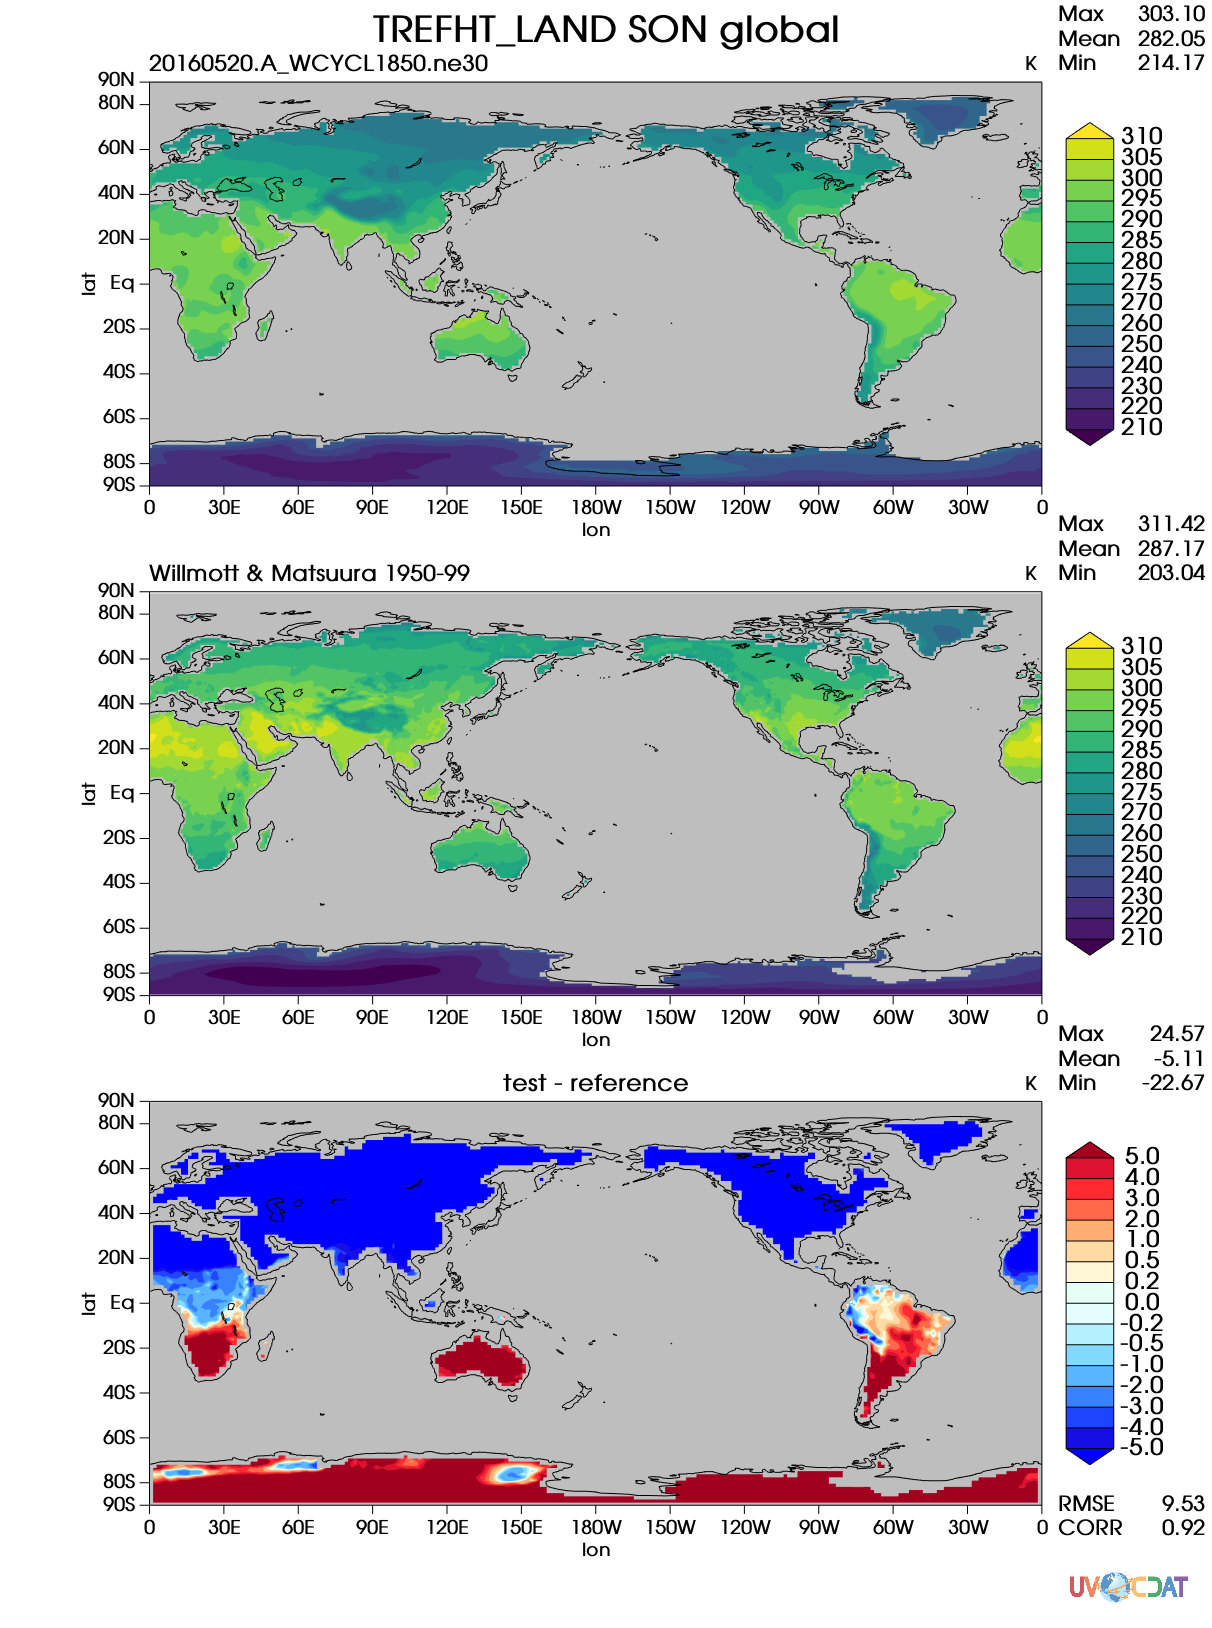 TREFHT_LAND SON global
Max 303.10
Mean 282.05
Min 214.17
20160520.A_WCYCL1850.ne30
K
90N
80N
60N
40N
20N
Eq
20S
40S
60S
80S
90S
lat
0 30E 60E 90E 120E 150E 180W 150W 120W 90W 60W 30W 0
lon
310
305
300
295
290
285
280
275
270
260
250
240
230
220
210
Max 311.42
Mean 287.17
Min 203.04
Willmott & Matsuura 1950-99
K
90N
80N
60N
40N
20N
Eq
20S
40S
60S
80S
90S
lat
0 30E 60E 90E 120E 150E 180W 150W 120W 90W 60W 30W 0
lon
310
305
300
295
290
285
280
275
270
260
250
240
230
220
210
Max 24.57
Mean -5.11
Min -22.67
test - reference
K
90N
80N
60N
40N
20N
Eq
20S
40S
60S
80S
90S
lat
0 30E 60E 90E 120E 150E 180W 150W 120W 90W 60W 30W 0
lon
5.0
4.0
3.0
2.0
1.0
0.5
0.2
0.0
-0.2
-0.5
-1.0
-2.0
-3.0
-4.0
-5.0
RMSE 9.53
CORR 0.92
UV CDAT